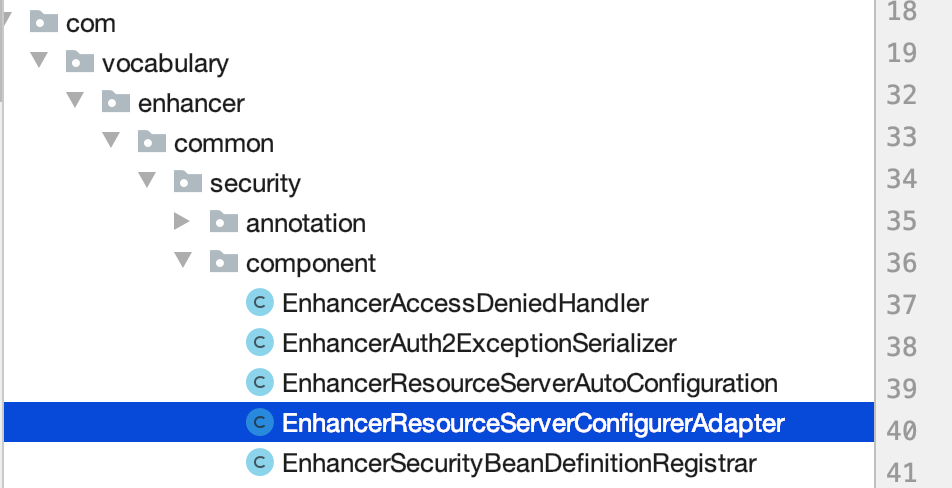 com
18
vocabulary
19
enhancer
32
common
33
security
34
annotation
35
component
36
C EnhancerAccessDeniedHandler
37
C EnhancerAuth2ExceptionSerializer
38
C EnhancerResourceServerAutoConfiguration
39
C EnhancerResourceServerConfigurerAdapter
40
C EnhancerSecurityBeanDefinitionRegistrar
41